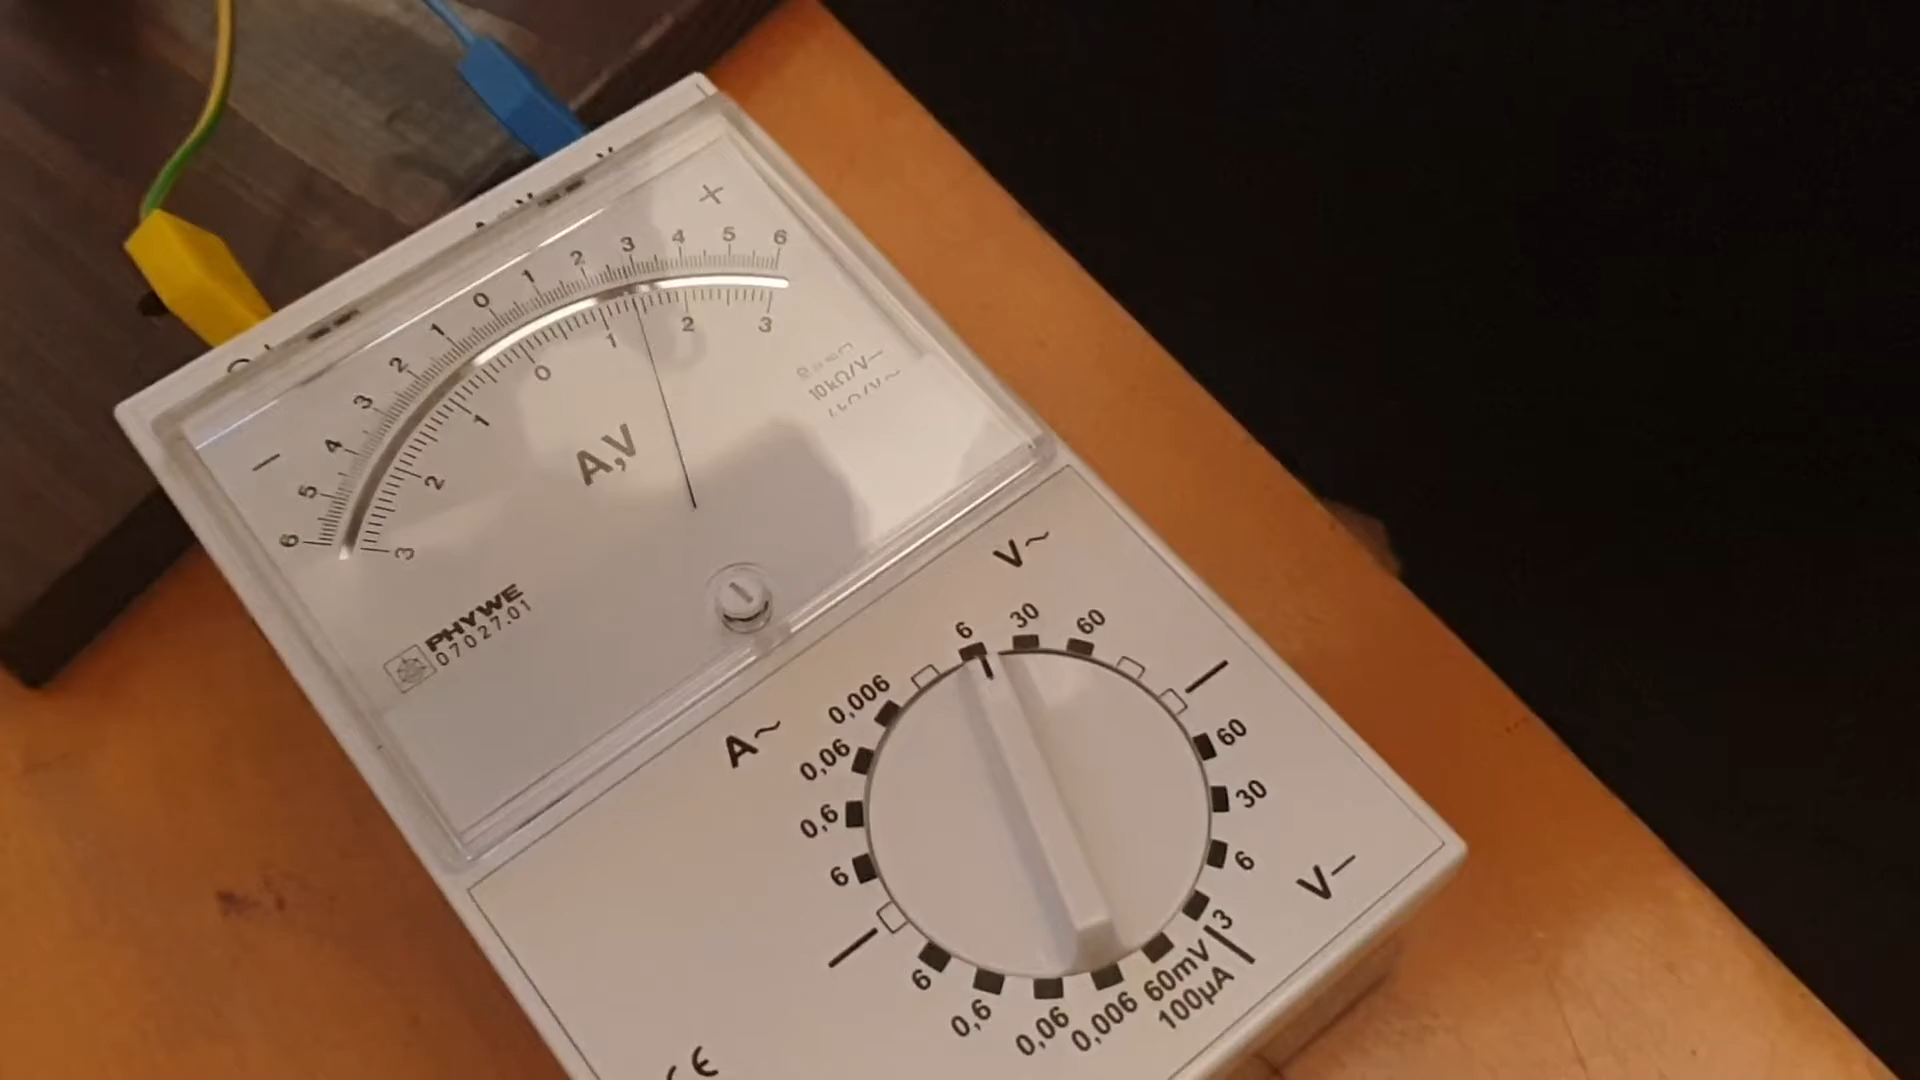 +
6 5 4 3 2 1 0 1 2 3 4 5 6
3 2 1 0 1 2 3
−
A,V
10kΩ/V—
PHYWE
07027.01
V~
6 30 60
A~
0,006
0,06
0,6
6
60
30
6
3
V—
60mV
100µA
0,006
0,06
0,6
6
CE